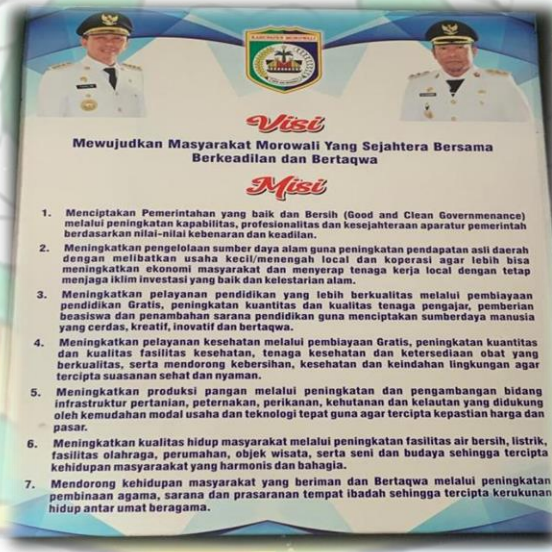 KABUPATEN MOROWALI
Visi
Mewujudkan Masyarakat Morowali Yang Sejahtera Bersama
Berkeadilan dan Bertaqwa
Misi
1. Menciptakan Pemerintahan yang baik dan Bersih (Good and Clean Governmenance)
melalui peningkatan kapabilitas, profesionalitas dan kesejahteraan aparatur pemerintah
berdasarkan nilai-nilai kebenaran dan keadilan.
2. Meningkatkan pengelolaan sumber daya alam guna peningkatan pendapatan asli daerah
dengan melibatkan usaha kecil/menengah local dan koperasi agar lebih bisa
meningkatkan ekonomi masyarakat dan menyerap tenaga kerja local dengan tetap
menjaga iklim investasi yang baik dan kelestarian alam.
3. Meningkatkan pelayanan pendidikan yang lebih berkualitas melalui pembiayaan
pendidikan Gratis, peningkatan kuantitas dan kualitas tenaga pengajar, pemberian
beasiswa dan penambahan sarana pendidikan guna menciptakan sumberdaya manusia
yang cerdas, kreatif, inovatif dan bertaqwa.
4. Meningkatkan pelayanan kesehatan melalui pembiayaan Gratis, peningkatan kuantitas
dan kualitas fasilitas kesehatan, tenaga kesehatan dan ketersediaan obat yang
berkualitas, serta mendorong kebersihan, kesehatan dan keindahan lingkungan agar
tercipta suasanan sehat dan nyaman.
5. Meningkatkan produksi pangan melalui peningkatan dan pengambangan bidang
infrastruktur pertanian, peternakan, perikanan, kehutanan dan kelautan yang didukung
oleh kemudahan modal usaha dan teknologi tepat guna agar tercipta kepastian harga dan
pasar.
6. Meningkatkan kualitas hidup masyarakat melalui peningkatan fasilitas air bersih, listrik,
fasilitas olahraga, perumahan, objek wisata, serta seni dan budaya sehingga tercipta
kehidupan masyaraakat yang harmonis dan bahagia.
7. Mendorong kehidupan masyarakat yang beriman dan Bertaqwa melalui peningkatan
pembinaan agama, sarana dan prasaranan tempat ibadah sehingga tercipta kerukunan
hidup antar umat beragama.